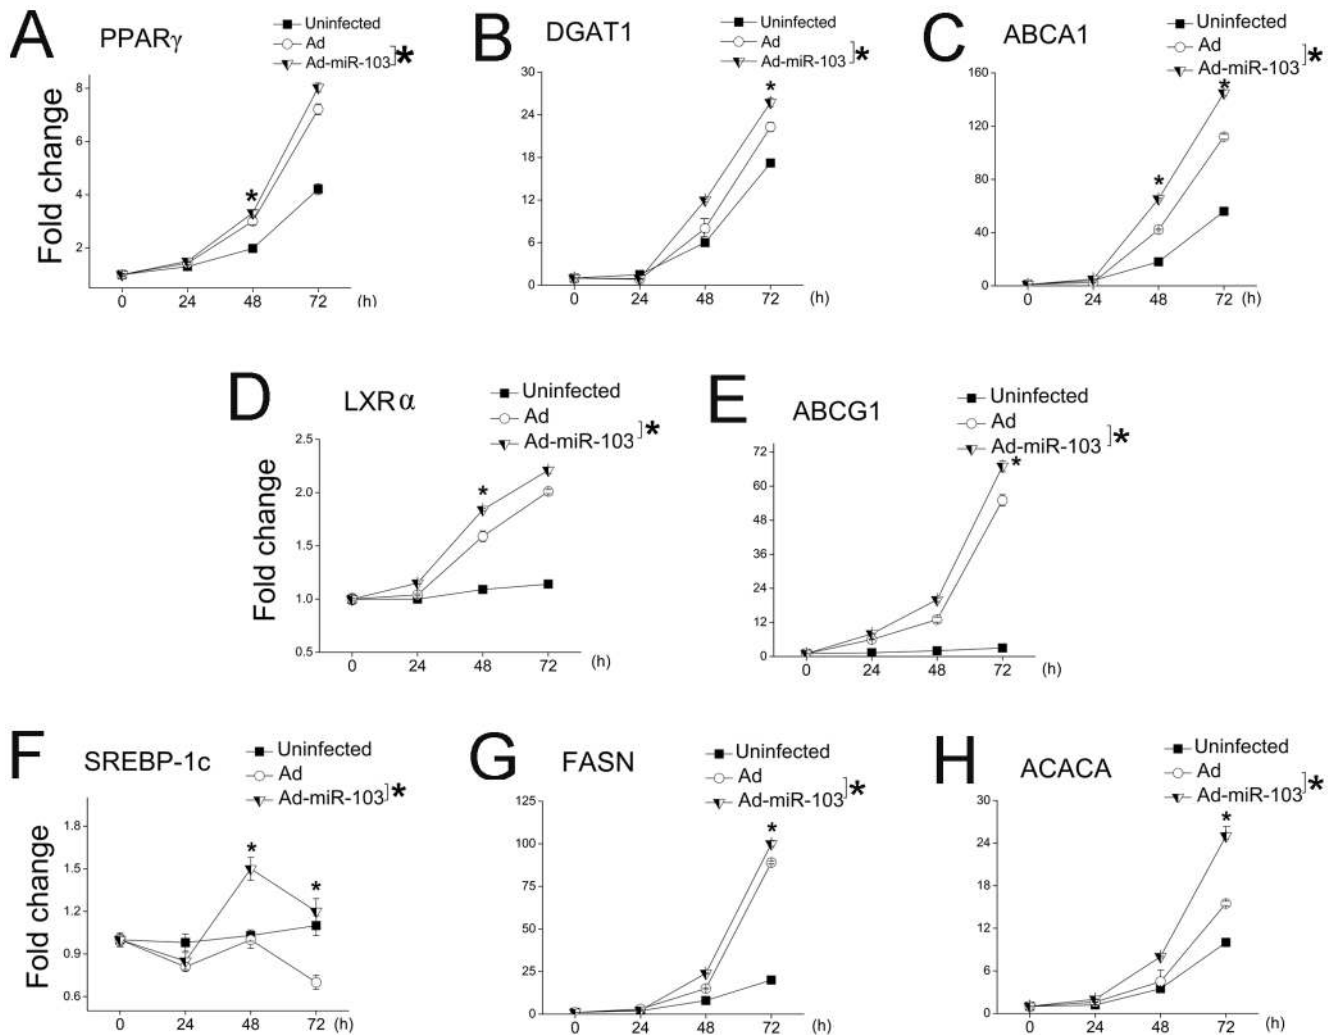 A PPARγ
Uninfected
Ad
Ad-miR-103 ]*
Fold change
8
6
4
2
*
0 24 48 72 (h)
B DGAT1
Uninfected
Ad
Ad-miR-103 ]*
30
24
18
12
6
0
*
0 24 48 72 (h)
C ABCA1
Uninfected
Ad
Ad-miR-103 ]*
160
120
80
40
0
*
*
0 24 48 72 (h)
D LXRα
Uninfected
Ad
Ad-miR-103 ]*
Fold change
2.5
2.0
1.5
1.0
0.5
*
0 24 48 72 (h)
E ABCG1
Uninfected
Ad
Ad-miR-103 ]*
72
60
48
36
24
12
0
*
0 24 48 72 (h)
F SREBP-1c
Uninfected
Ad
Ad-miR-103 ]*
Fold change
1.8
1.5
1.2
0.9
0.6
*
*
0 24 48 72 (h)
G FASN
Uninfected
Ad
Ad-miR-103 ]*
125
100
75
50
25
0
*
0 24 48 72 (h)
H ACACA
Uninfected
Ad
Ad-miR-103 ]*
30
24
18
12
6
0
*
0 24 48 72 (h)